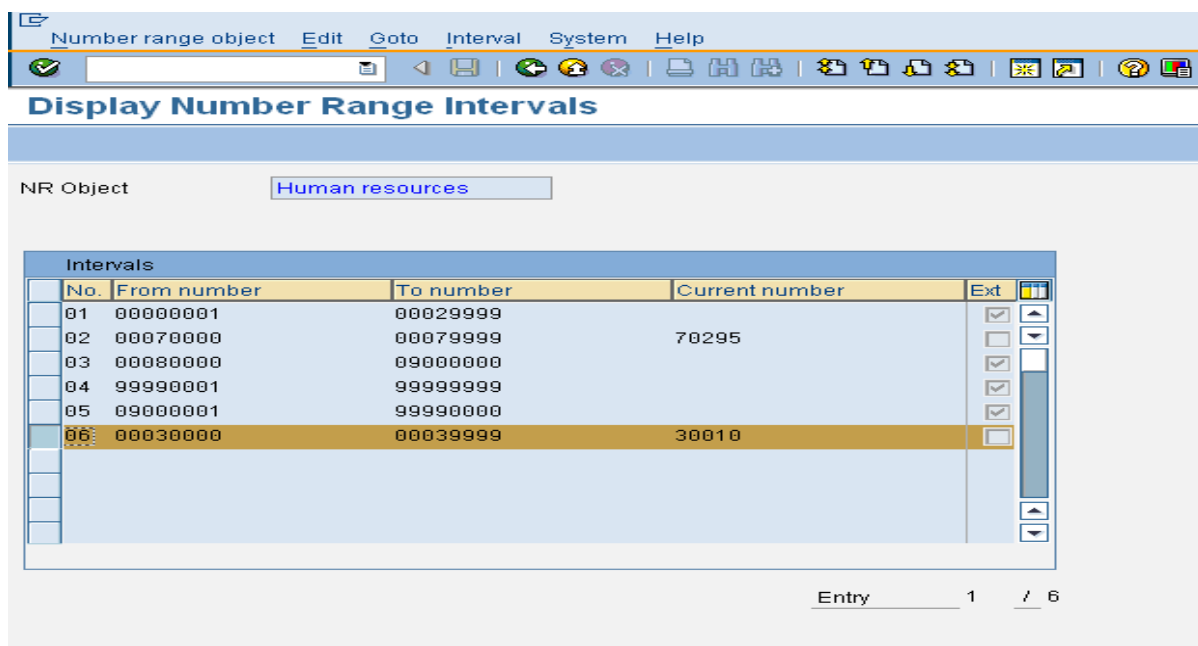 Number range object Edit Goto Interval System Help
Display Number Range Intervals
NR Object Human resources
Intervals
No. From number To number Current number Ext
01 00000001 00029999
02 00070000 00079999 70295
03 00080000 09000000
04 99990001 99999999
05 09000001 99990000
06 00030000 00039999 30010
Entry 1 / 6